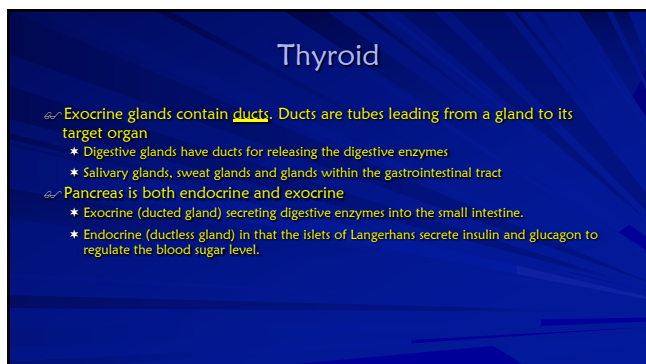 Thyroid
Exocrine glands contain ducts. Ducts are tubes leading from a gland to its
target organ
Digestive glands have ducts for releasing the digestive enzymes
Salivary glands, sweat glands and glands within the gastrointestinal tract
Pancreas is both endocrine and exocrine
Exocrine (ducted gland) secreting digestive enzymes into the small intestine.
Endocrine (ductless gland) in that the islets of Langerhans secrete insulin and glucagon to
regulate the blood sugar level.